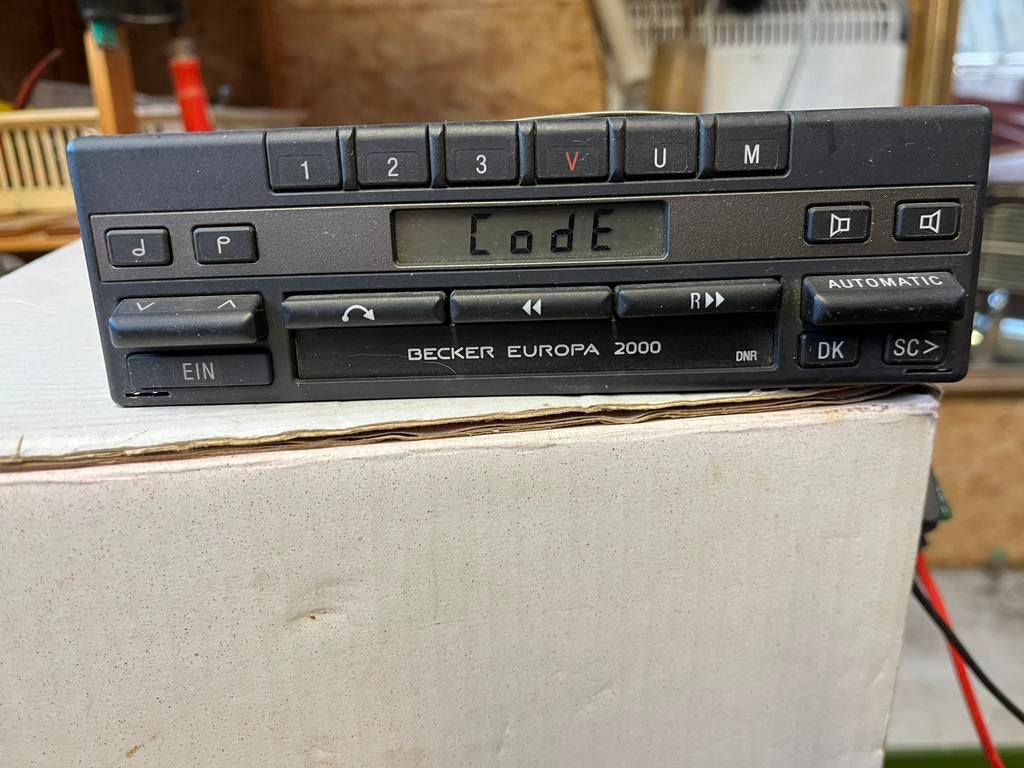 1 2 3 V U M
CodE
R
AUTOMATIC
BECKER EUROPA 2000
DNR
EIN
DK
SC>